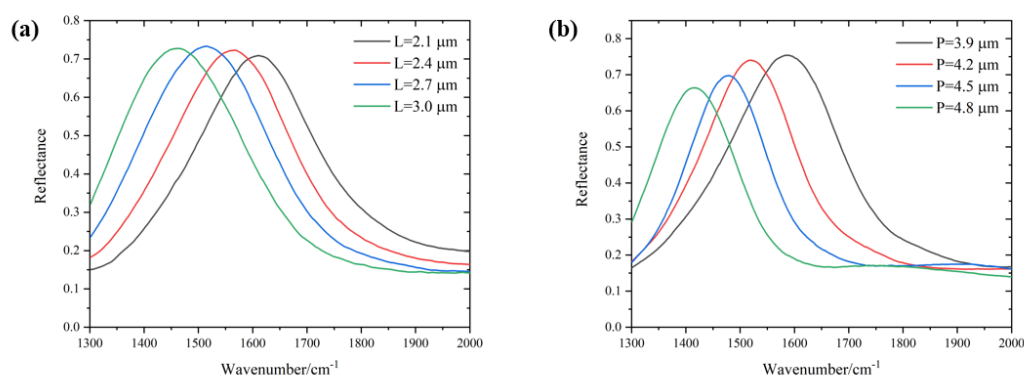 (a)
0.8
0.7
0.6
0.5
0.4
0.3
0.2
0.1
0.0
Reflectance
1300 1400 1500 1600 1700 1800 1900 2000
Wavenumber/cm⁻¹
L=2.1 μm
L=2.4 μm
L=2.7 μm
L=3.0 μm
(b)
0.8
0.7
0.6
0.5
0.4
0.3
0.2
0.1
0.0
Reflectance
1300 1400 1500 1600 1700 1800 1900 2000
Wavenumber/cm⁻¹
P=3.9 μm
P=4.2 μm
P=4.5 μm
P=4.8 μm